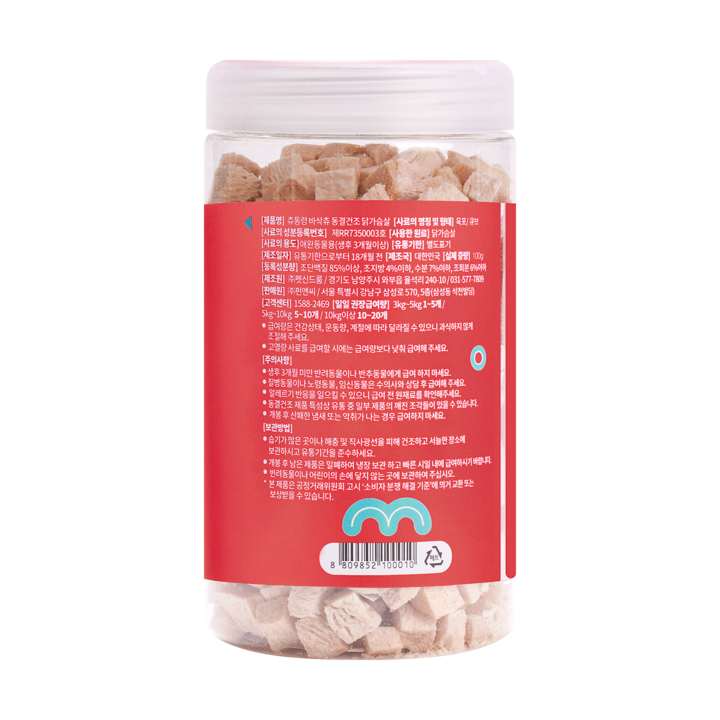 [제품명] 츄통령 바삭츄 동결건조 닭가슴살 [사료의 명칭 및 형태] 육포/큐브
[사료의 성분등록번호] 제RR7350003호 [사용한 원료] 닭가슴살
[사료의 용도]애완동물용(생후 3개월이상) [유통기한] 별도표기
[제조일자] 유통기한으로부터 18개월 전 [제조국] 대한민국 [실제 중량] 100g
[등록성분량] 조단백질 85%이상, 조지방 4%이하, 수분 7%이하, 조회분 6%이하
[제조원] ㈜펫신드롬 / 경기도 남양주시 와부읍 율석리 240-10 / 031-577-7809
[판매원] ㈜펀앤씨 / 서울 특별시 강남구 삼성로 570, 5층(삼성동 석천빌딩)
[고객센터] 1588-2469 [일일 권장급여량] 3kg~5kg 1~5개 /
5kg~10kg 5~10개 / 10kg이상 10~20개
• 급여량은 건강상태, 운동량, 계절에 따라 달라질 수 있으니 과식하지 않게
조절해 주세요.
• 고열량 사료를 급여할 시에는 급여량보다 낮춰 급여해 주세요.
[주의사항]
• 생후 3개월 미만 반려동물이나 반추동물에게 급여 하지 마세요.
• 질병동물이나 노령동물, 임신동물은 수의사와 상담 후 급여해 주세요.
• 알레르기 반응을 일으킬 수 있으니 급여 전 원재료를 확인해주세요.
• 동결건조 제품 특성상 유통 중 일부 제품의 깨진 조각들이 있을 수 있습니다.
• 개봉 후 산패한 냄새 또는 악취가 나는 경우 급여하지 마세요.
[보관방법]
• 습기가 많은 곳이나 해충 및 직사광선을 피해 건조하고 서늘한 장소에
보관하시고 유통기간을 준수하세요.
• 개봉 후 남은 제품은 밀폐하여 냉장 보관 하고 빠른 시일 내에 급여하시기 바랍니다.
• 반려동물이나 어린이의 손에 닿지 않는 곳에 보관하여 주십시오.
* 본 제품은 공정거래위원회 고시 '소비자 분쟁 해결 기준'에 의거 교환 또는
보상받을 수 있습니다.
8 809852 100010
페트